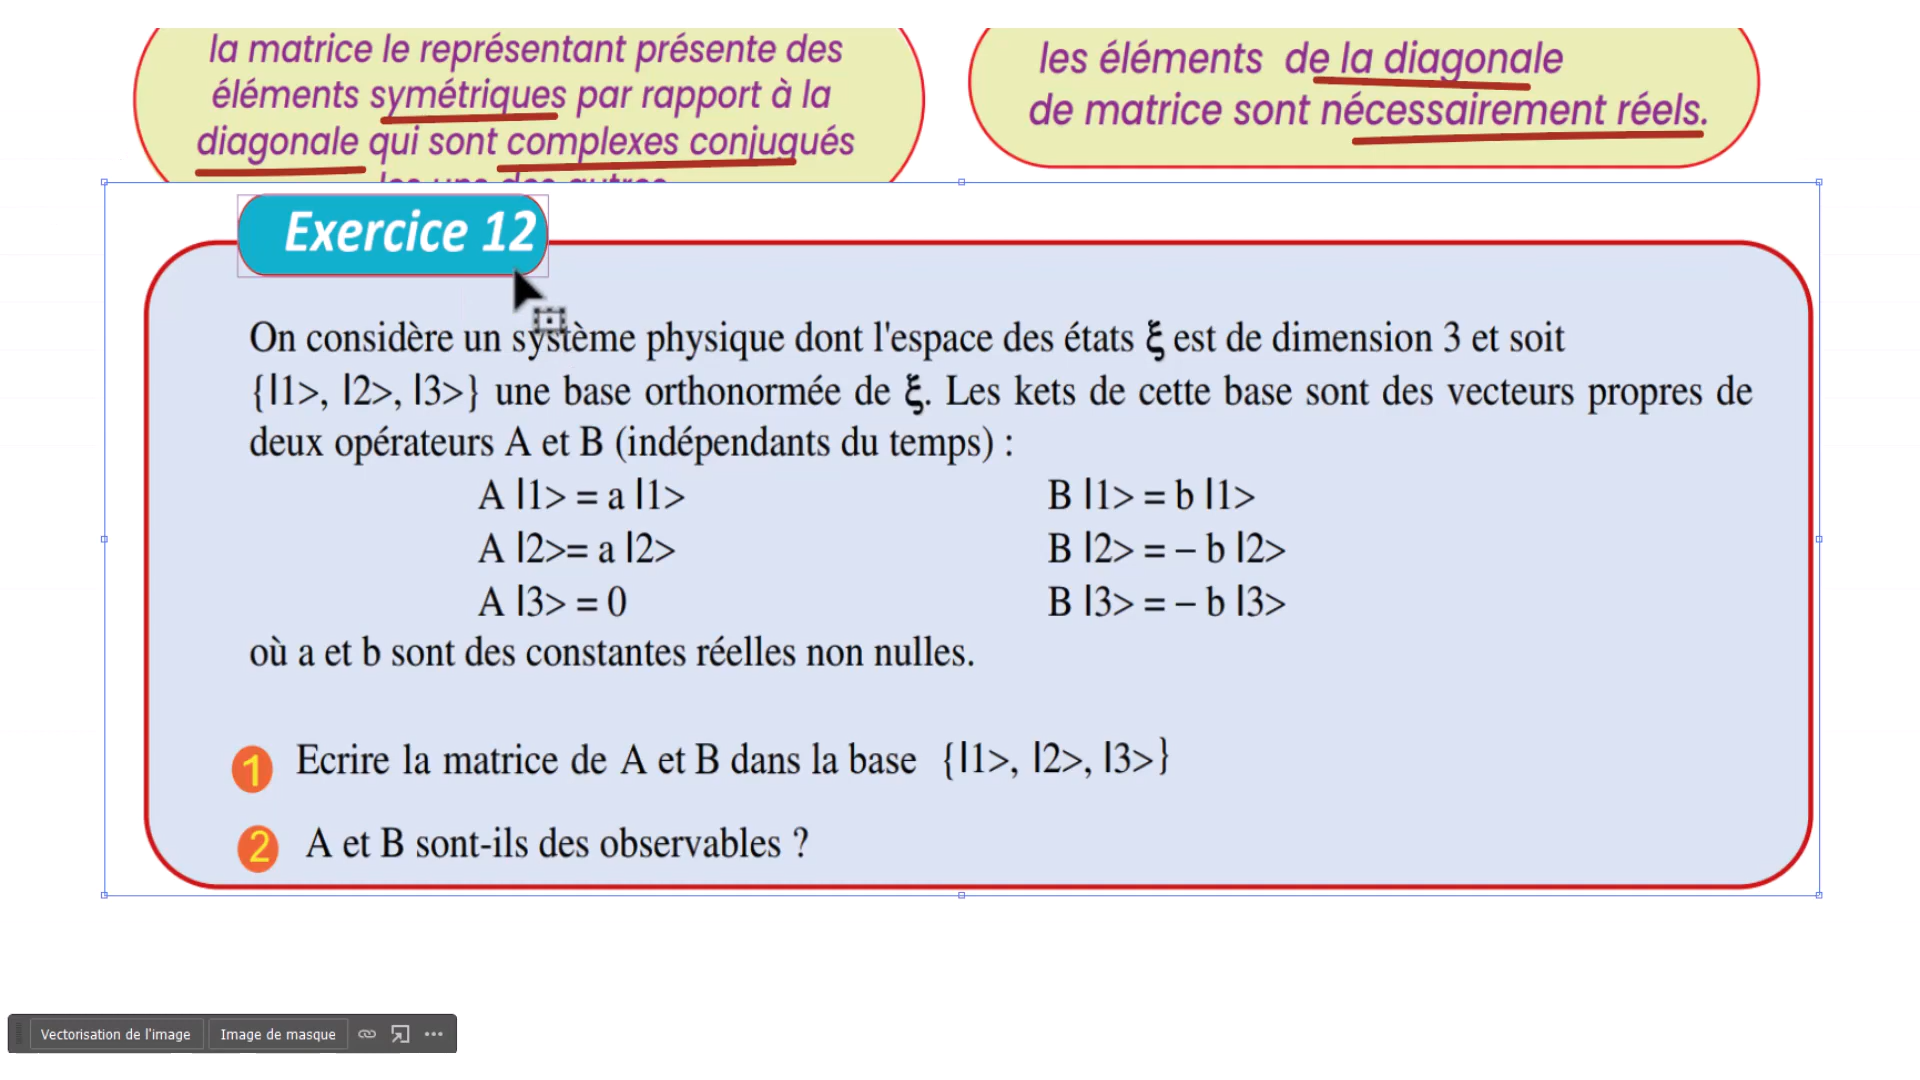 la matrice le représentant présente des
éléments symétriques par rapport à la
diagonale qui sont complexes conjugués
les uns des autres
les éléments de la diagonale
de matrice sont nécessairement réels.
Exercice 12
On considère un système physique dont l'espace des états ξ est de dimension 3 et soit
{|1>, |2>, |3>} une base orthonormée de ξ. Les kets de cette base sont des vecteurs propres de
deux opérateurs A et B (indépendants du temps) :
A |1> = a |1> B |1> = b |1>
A |2>= a |2> B |2> = – b |2>
A |3> = 0 B |3> = – b |3>
où a et b sont des constantes réelles non nulles.
1 Ecrire la matrice de A et B dans la base {|1>, |2>, |3>}
2 A et B sont-ils des observables ?
Vectorisation de l'image Image de masque